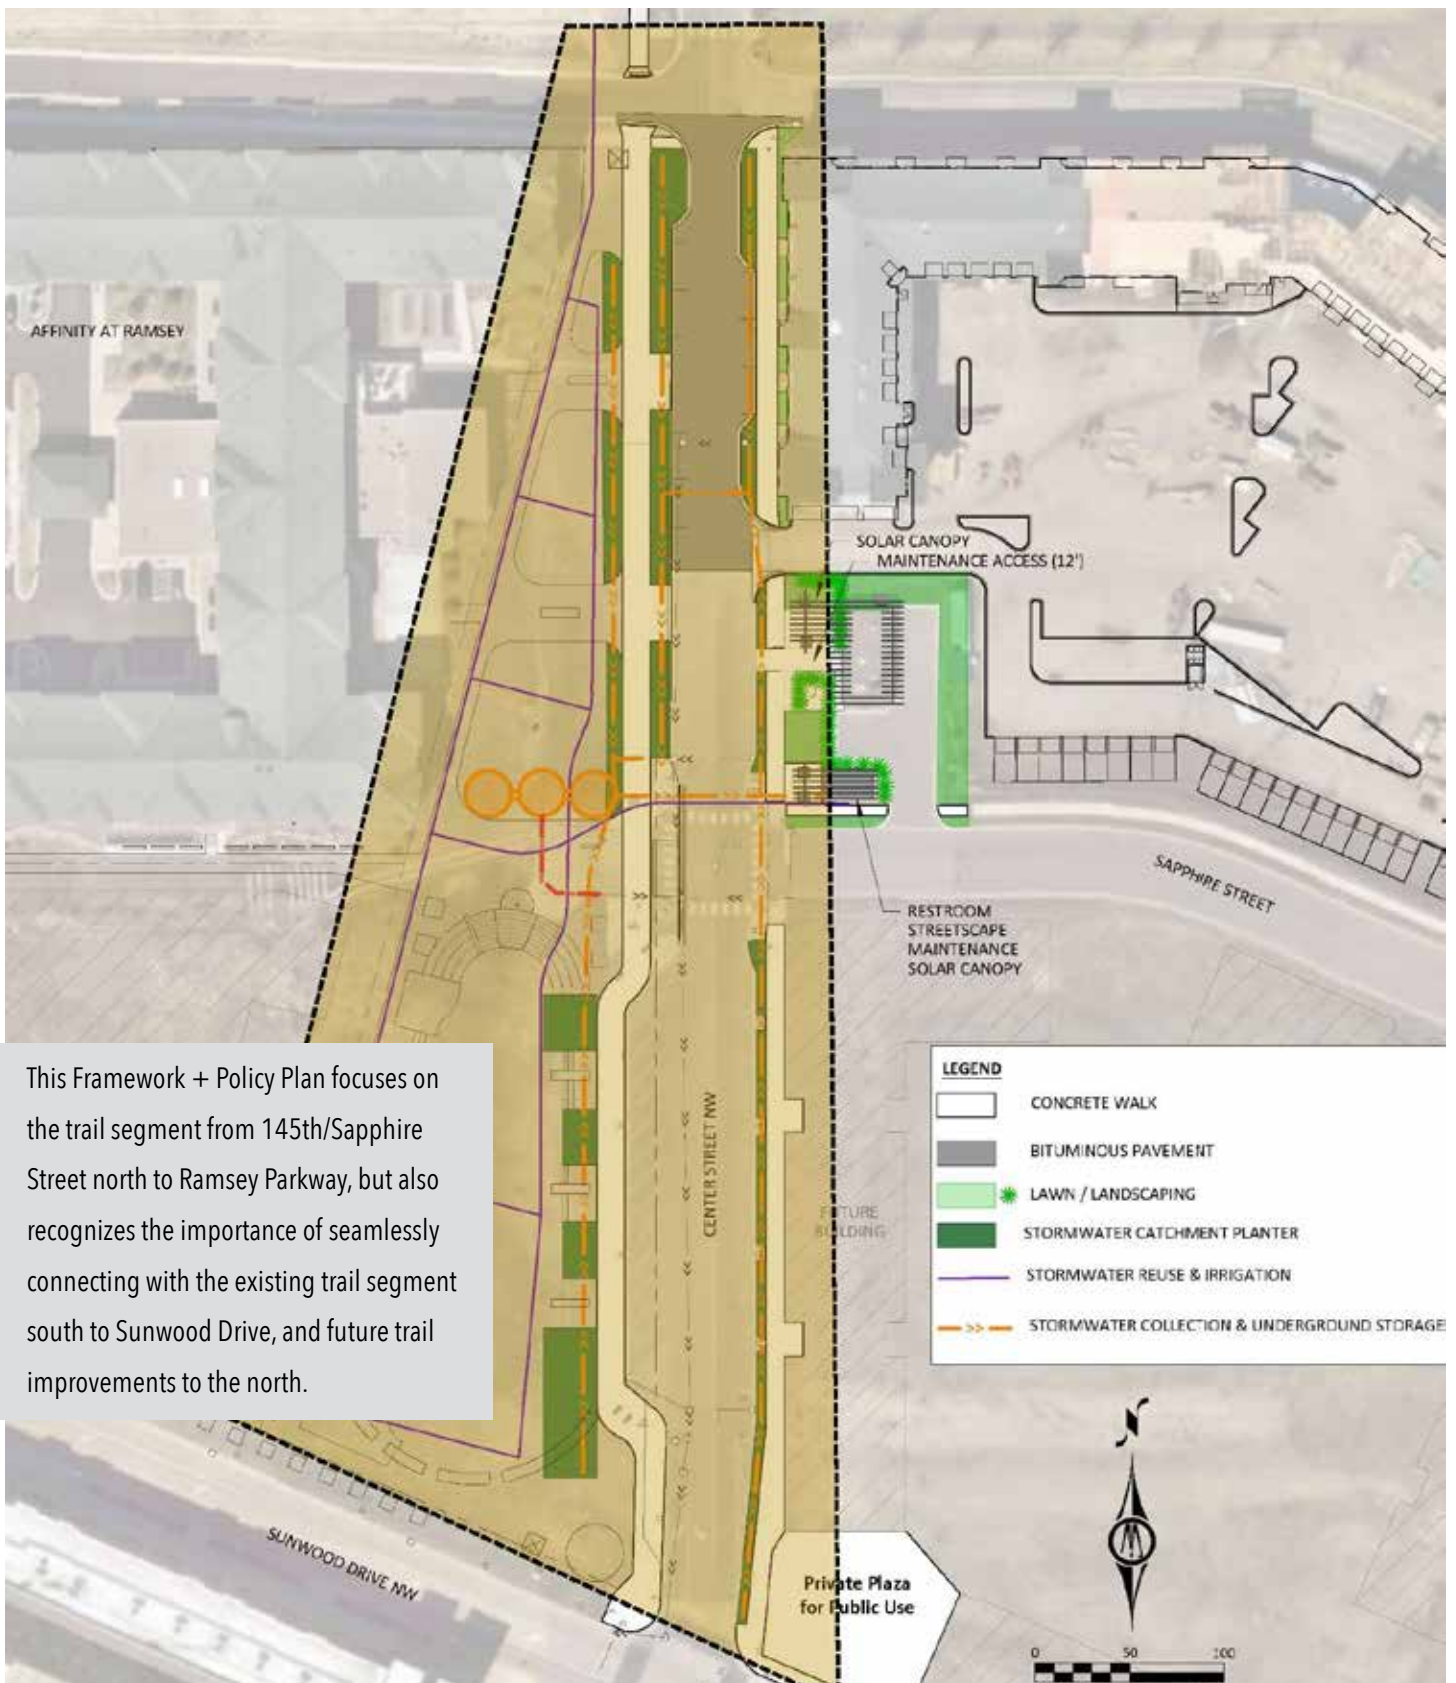 AFFINITY AT RAMSEY
SOLAR CANOPY
MAINTENANCE ACCESS (12')
SAPPHIRE STREET
RESTROOM
STREETSCAPE
MAINTENANCE
SOLAR CANOPY
This Framework + Policy Plan focuses on
the trail segment from 145th/Sapphire
Street north to Ramsey Parkway, but also
recognizes the importance of seamlessly
connecting with the existing trail segment
south to Sunwood Drive, and future trail
improvements to the north.
CENTER STREET NW
FUTURE
BUILDING
LEGEND
CONCRETE WALK
BITUMINOUS PAVEMENT
LAWN / LANDSCAPING
STORMWATER CATCHMENT PLANTER
STORMWATER REUSE & IRRIGATION
STORMWATER COLLECTION & UNDERGROUND STORAGE
SUNWOOD DRIVE NW
Private Plaza
for Public Use
N
0 50 100